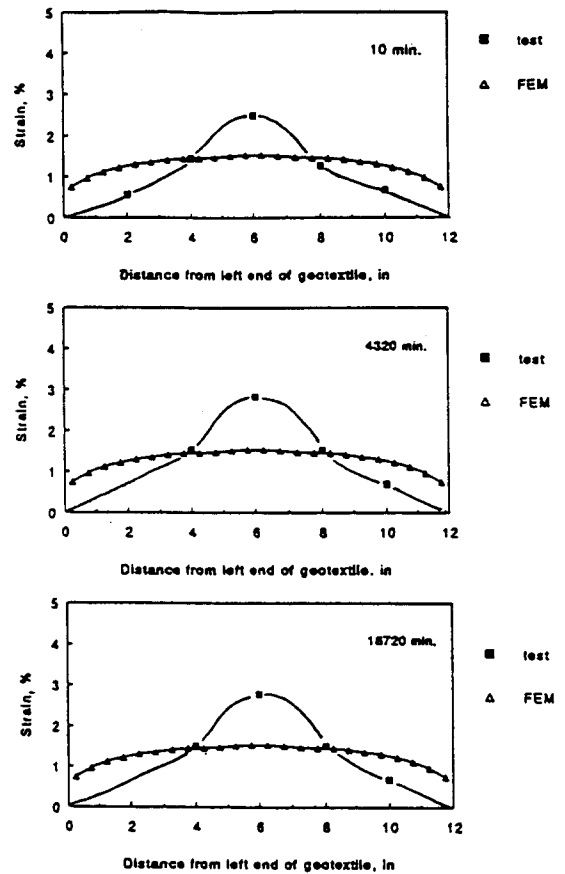 5
10 min.
test
4
FEM
3
Strain, %
2
1
0
0 2 4 6 8 10 12
Distance from left end of geotextile, in
5
4320 min.
test
4
FEM
3
Strain, %
2
1
0
0 2 4 6 8 10 12
Distance from left end of geotextile. in
5
18720 min.
test
4
FEM
3
Strain, %
2
1
0
0 2 4 6 8 10 12
Distance from left end of geotextile, in